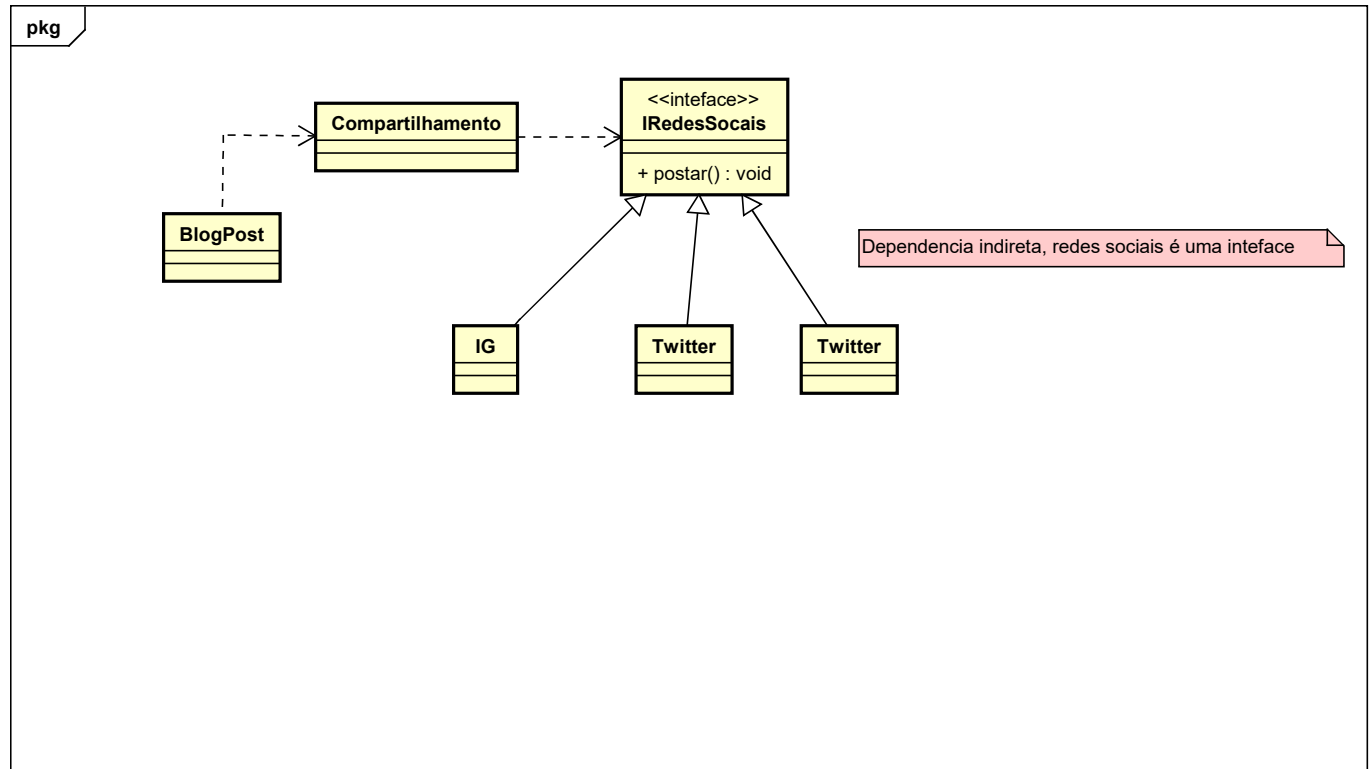 pkg
<<inteface>>
IRedesSocais
+ postar() : void
Compartilhamento
BlogPost
Dependencia indireta, redes sociais é uma inteface
IG
Twitter
Twitter